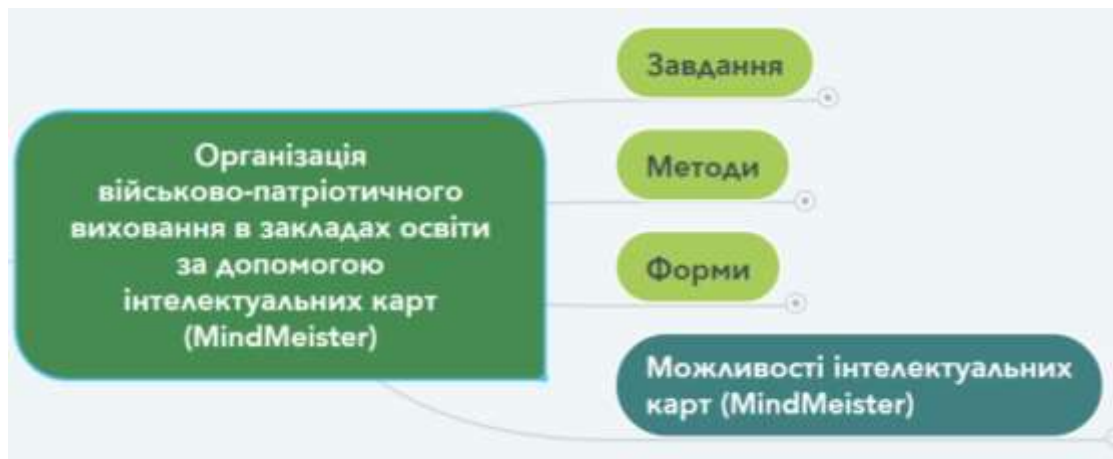 Організація
військово-патріотичного
виховання в закладах освіти
за допомогою
інтелектуальних карт
(MindMeister)
Завдання
Методи
Форми
Можливості інтелектуальних
карт (MindMeister)